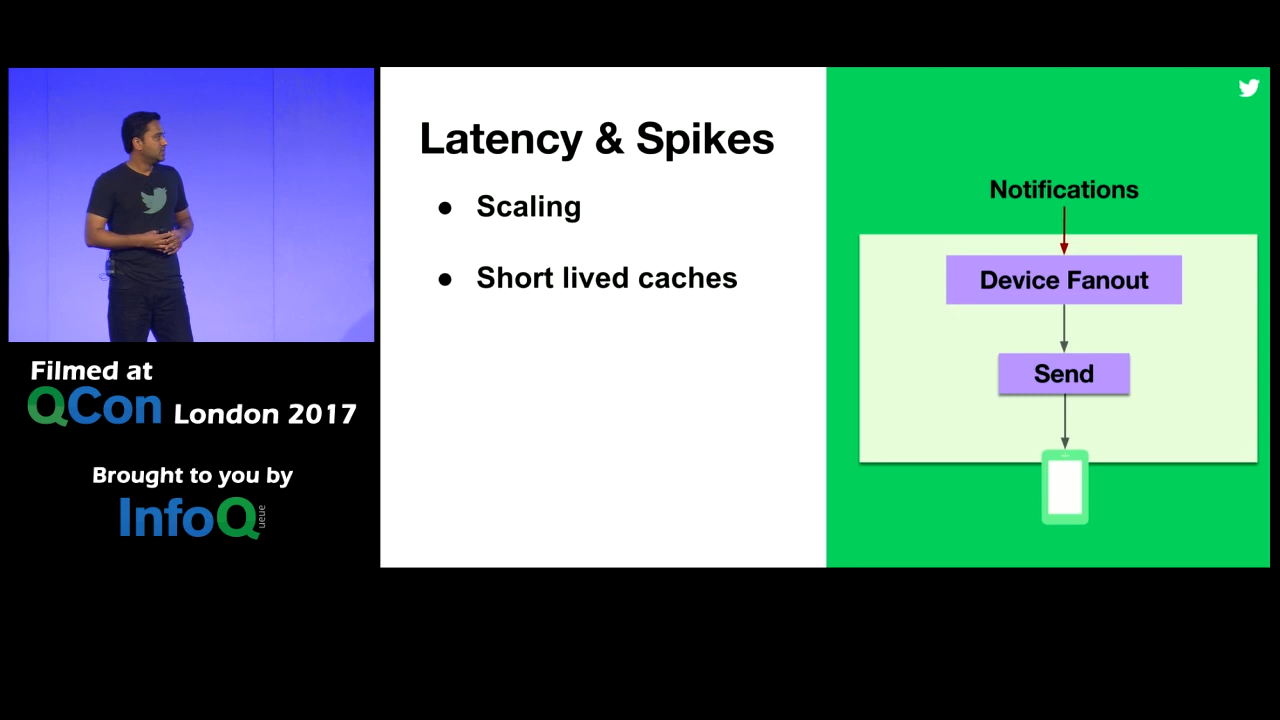 Filmed at
QCon London 2017
Brought to you by
InfoQ
ueue
Latency & Spikes
● Scaling
● Short lived caches
Notifications
Device Fanout
Send